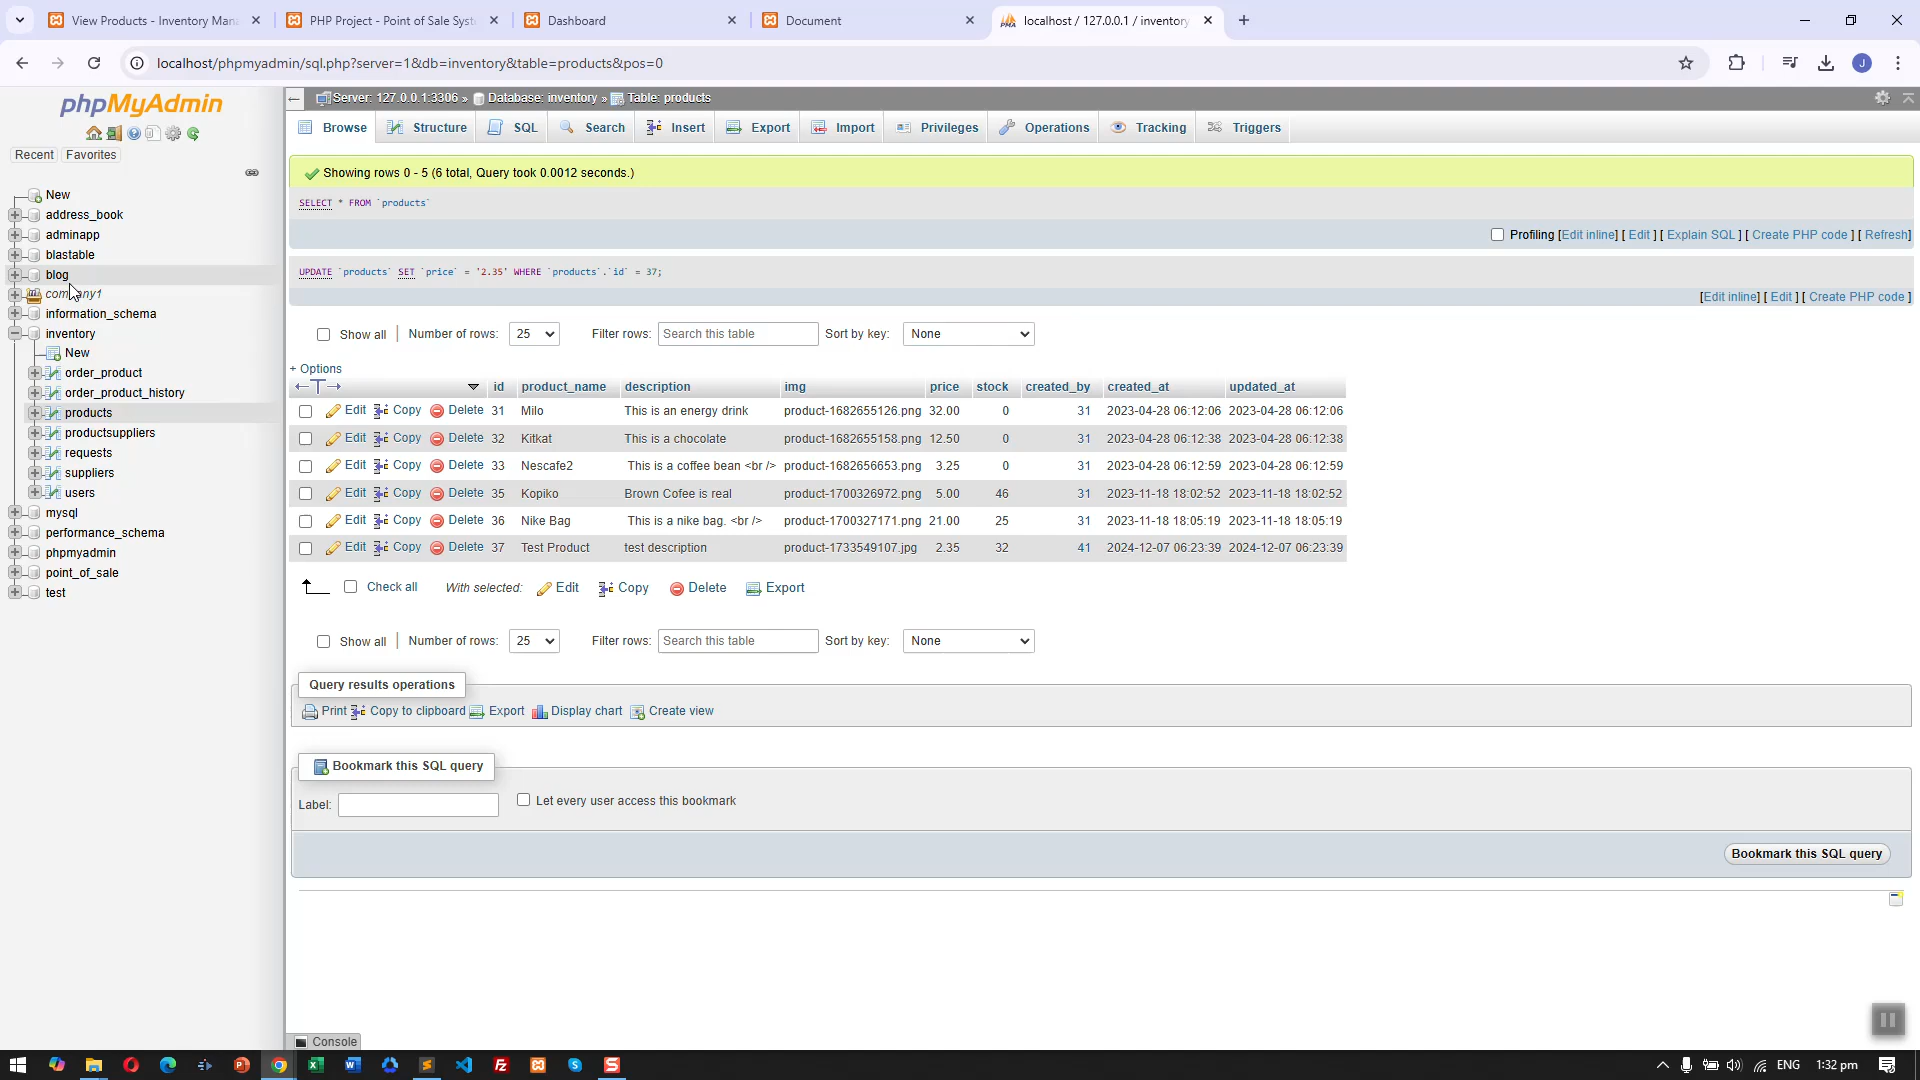 View Products - Inventory Mana
PHP Project - Point of Sale Syst
Dashboard
Document
localhost / 127.0.0.1 / inventory
localhost/phpmyadmin/sql.php?server=1&db=inventory&table=products&pos=0
J
phpMyAdmin
Recent Favorites
New
address_book
adminapp
blastable
blog
company1
information_schema
inventory
New
order_product
order_product_history
products
productsuppliers
requests
suppliers
users
mysql
performance_schema
phpmyadmin
point_of_sale
test
Server: 127.0.0.1:3306 » Database: inventory » Table: products
Browse Structure SQL Search Insert Export Import Privileges Operations Tracking Triggers
Showing rows 0 - 5 (6 total, Query took 0.0012 seconds.)
SELECT * FROM `products`
Profiling [Edit inline] [ Edit ] [ Explain SQL ] [ Create PHP code ] [ Refresh]
UPDATE `products` SET `price` = '2.35' WHERE `products`.`id` = 37;
[Edit inline] [ Edit ] [ Create PHP code ]
Show all Number of rows: 25 Filter rows: Search this table Sort by key: None
+ Options
←T→ id product_name description img price stock created_by created_at updated_at
Edit Copy Delete 31 Milo This is an energy drink product-1682655126.png 32.00 0 31 2023-04-28 06:12:06 2023-04-28 06:12:06
Edit Copy Delete 32 Kitkat This is a chocolate product-1682655158.png 12.50 0 31 2023-04-28 06:12:38 2023-04-28 06:12:38
Edit Copy Delete 33 Nescafe2 This is a coffee bean <br /> product-1682656653.png 3.25 0 31 2023-04-28 06:12:59 2023-04-28 06:12:59
Edit Copy Delete 35 Kopiko Brown Cofee is real product-1700326972.png 5.00 46 31 2023-11-18 18:02:52 2023-11-18 18:02:52
Edit Copy Delete 36 Nike Bag This is a nike bag. <br /> product-1700327171.png 21.00 25 31 2023-11-18 18:05:19 2023-11-18 18:05:19
Edit Copy Delete 37 Test Product test description product-1733549107.jpg 2.35 32 41 2024-12-07 06:23:39 2024-12-07 06:23:39
Check all With selected: Edit Copy Delete Export
Show all Number of rows: 25 Filter rows: Search this table Sort by key: None
Query results operations
Print Copy to clipboard Export Display chart Create view
Bookmark this SQL query
Label: Let every user access this bookmark
Bookmark this SQL query
Console
ENG 1:32 pm